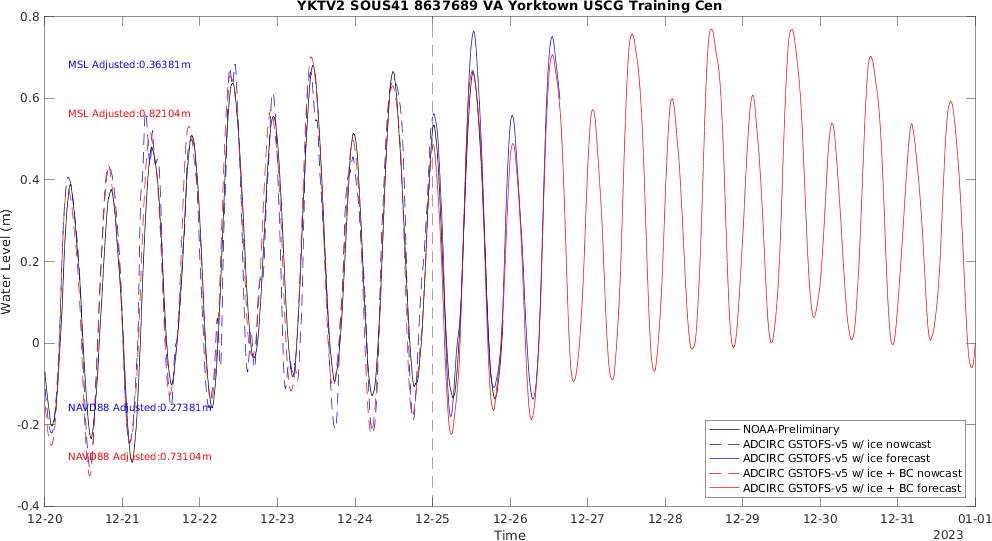 YKTV2 SOUS41 8637689 VA Yorktown USCG Training Cen
0.8
0.6
0.4
0.2
0
-0.2
-0.4
Water Level (m)
MSL Adjusted:0.36381m
MSL Adjusted:0.82104m
NAVD88 Adjusted:0.27381m
NAVD88 Adjusted:0.73104m
NOAA-Preliminary
ADCIRC GSTOFS-v5 w/ ice nowcast
ADCIRC GSTOFS-v5 w/ ice forecast
ADCIRC GSTOFS-v5 w/ ice + BC nowcast
ADCIRC GSTOFS-v5 w/ ice + BC forecast
12-20 12-21 12-22 12-23 12-24 12-25 12-26 12-27 12-28 12-29 12-30 12-31 01-01
Time
2023